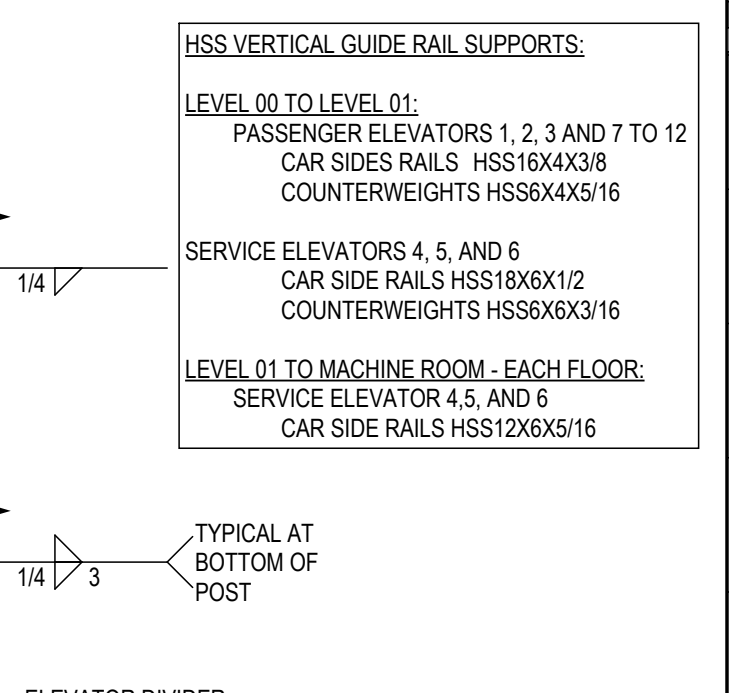 HSS VERTICAL GUIDE RAIL SUPPORTS:
LEVEL 00 TO LEVEL 01:
PASSENGER ELEVATORS 1, 2, 3 AND 7 TO 12
CAR SIDES RAILS HSS16X4X3/8
COUNTERWEIGHTS HSS6X4X5/16
SERVICE ELEVATORS 4, 5, AND 6
CAR SIDE RAILS HSS18X6X1/2
COUNTERWEIGHTS HSS6X6X3/16
LEVEL 01 TO MACHINE ROOM - EACH FLOOR:
SERVICE ELEVATOR 4,5, AND 6
CAR SIDE RAILS HSS12X6X5/16
1/4
1/4 3
TYPICAL AT
BOTTOM OF
POST
ELEVATOR DIVIDER